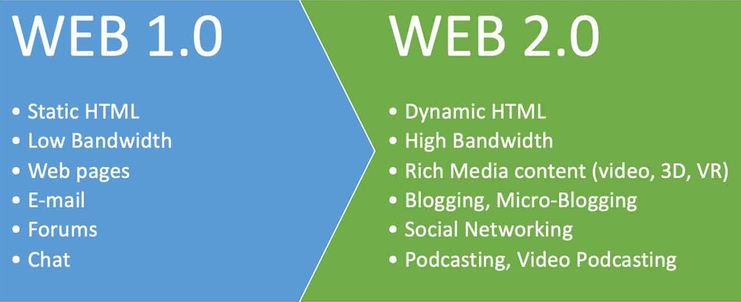 WEB 1.0
• Static HTML
• Low Bandwidth
• Web pages
• E-mail
• Forums
• Chat
WEB 2.0
• Dynamic HTML
• High Bandwidth
• Rich Media content (video, 3D, VR)
• Blogging, Micro-Blogging
• Social Networking
• Podcasting, Video Podcasting